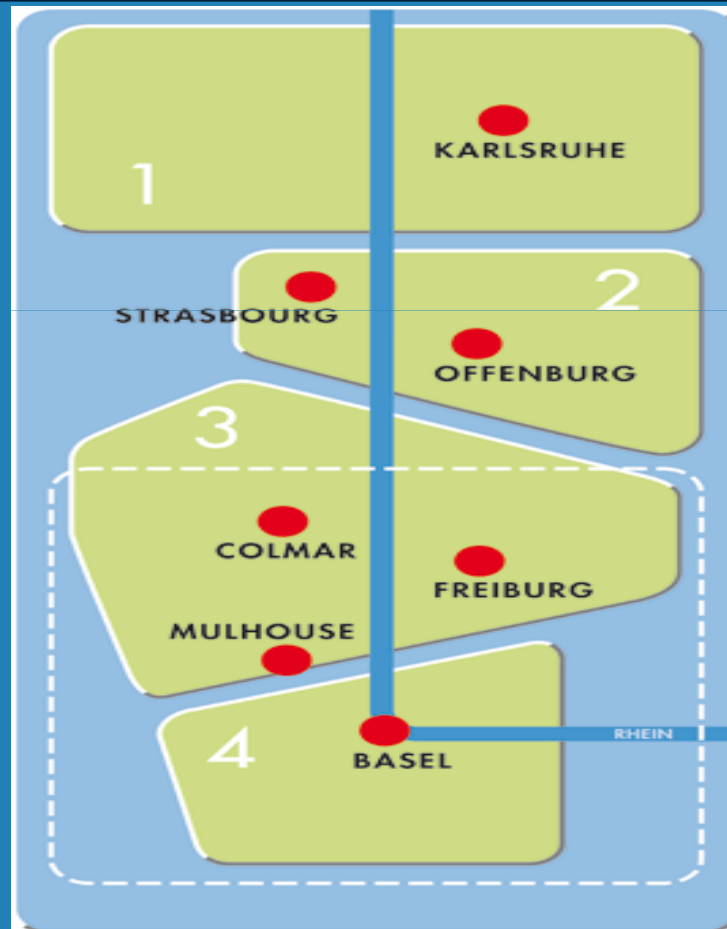 KARLSRUHE
1
2
STRASBOURG
OFFENBURG
3
COLMAR
FREIBURG
MULHOUSE
4
RHEIN
BASEL